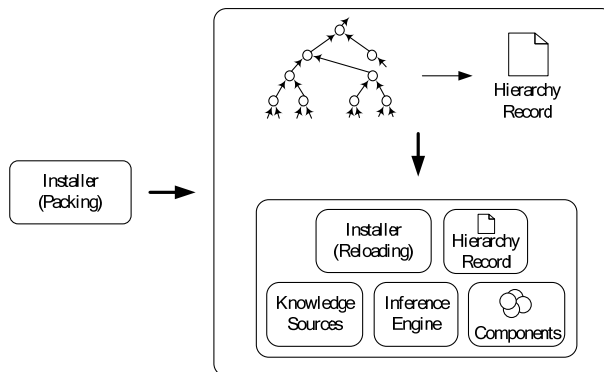 Hierarchy
Record
Installer
(Packing)
Installer
(Reloading)
Hierarchy
Record
Knowledge
Sources
Inference
Engine
Components